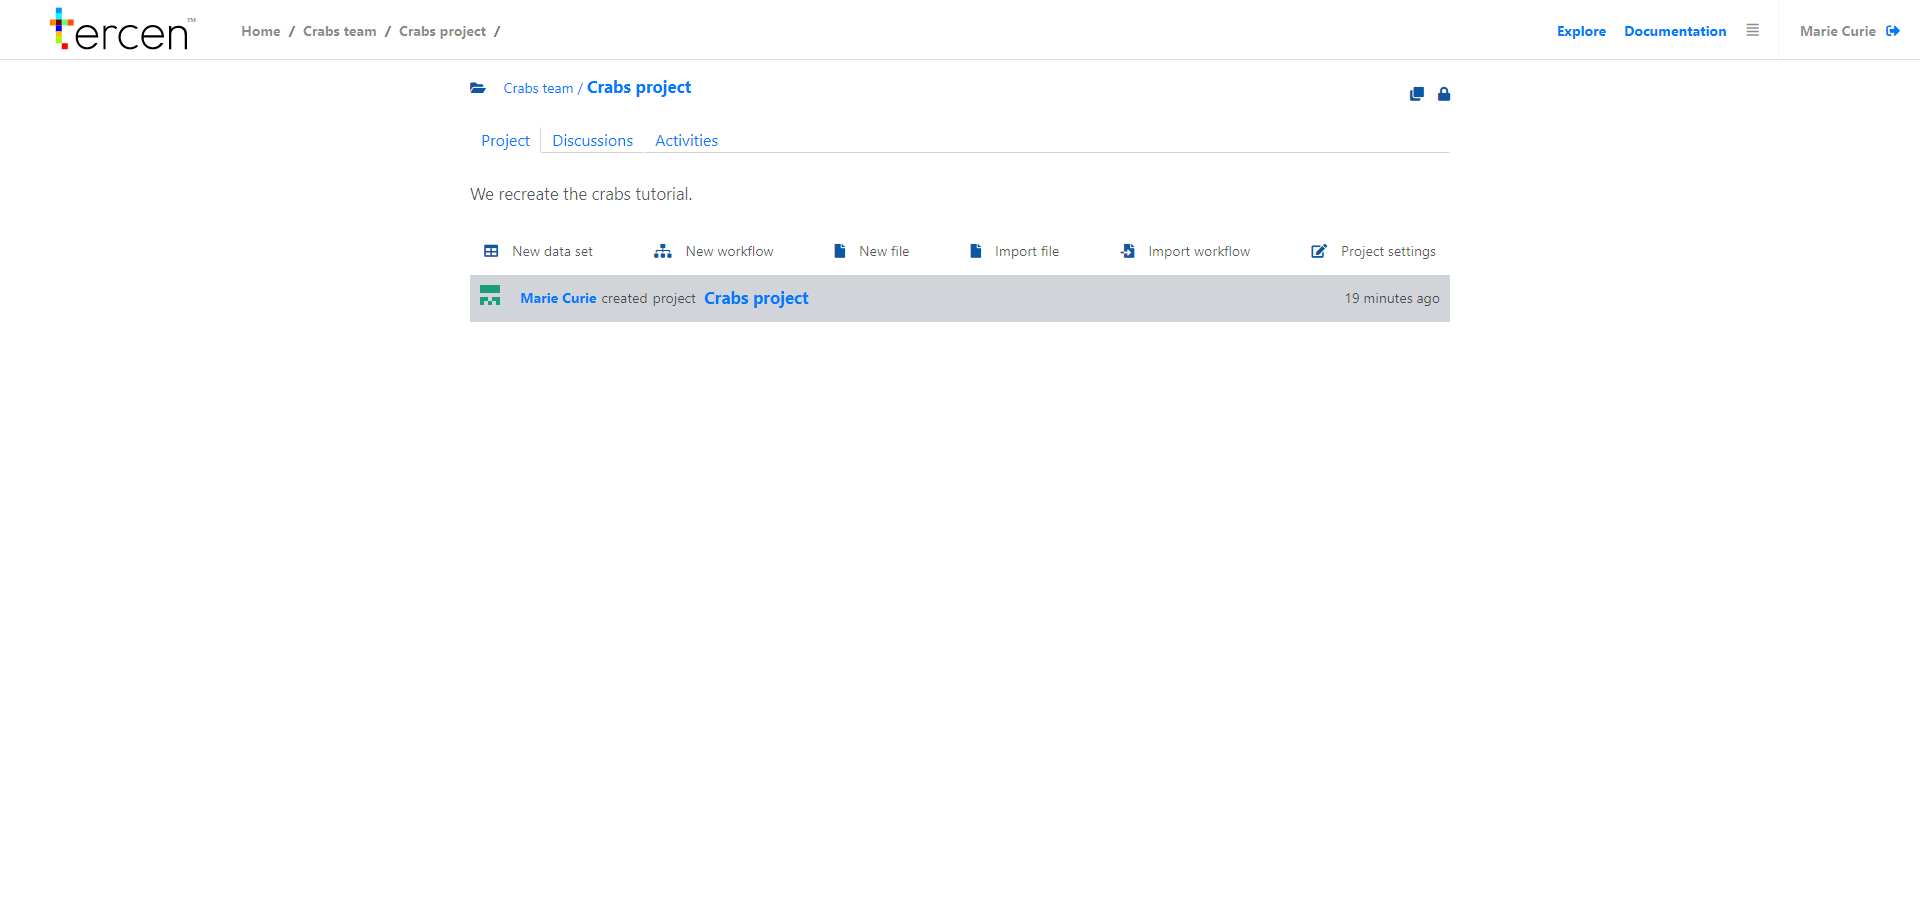 tercen™ Home / Crabs team / Crabs project / Explore Documentation Marie Curie
Crabs team / Crabs project
Project Discussions Activities
We recreate the crabs tutorial.
New data set New workflow New file Import file Import workflow Project settings
Marie Curie created project Crabs project 19 minutes ago